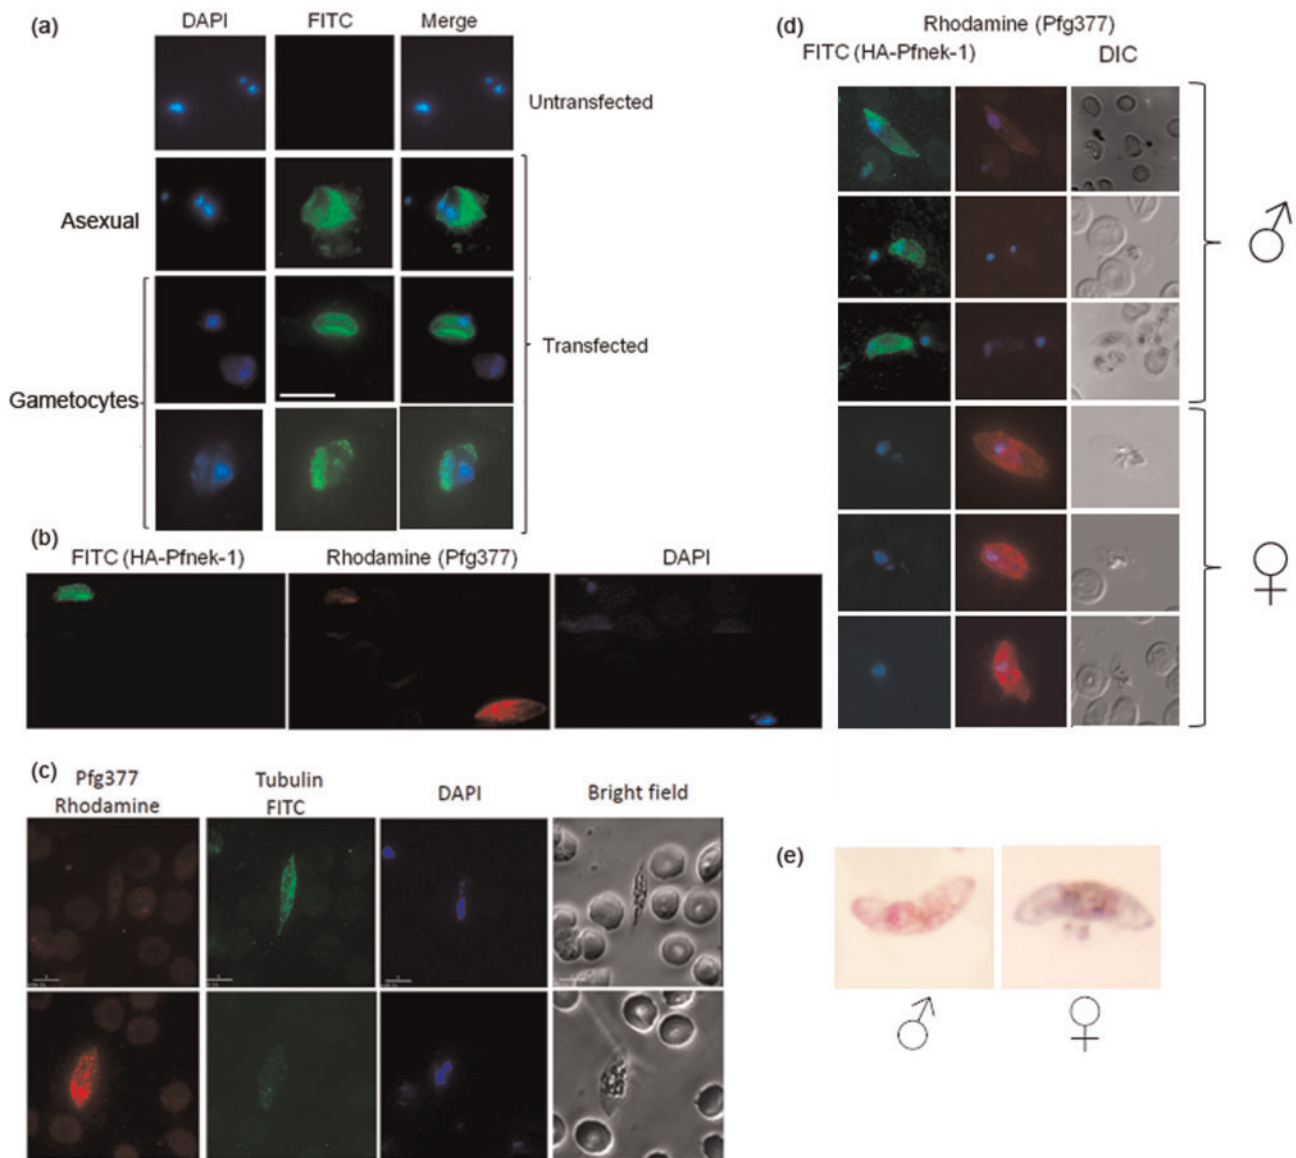 (a)
DAPI
FITC
Merge
Untransfected
Asexual
Gametocytes
Transfected
(b)
FITC (HA-Pfnek-1)
Rhodamine (Pfg377)
DAPI
(c)
Pfg377
Rhodamine
Tubulin
FITC
DAPI
Bright field
(d)
Rhodamine (Pfg377)
FITC (HA-Pfnek-1)
DIC
♂
♀
(e)
♂
♀